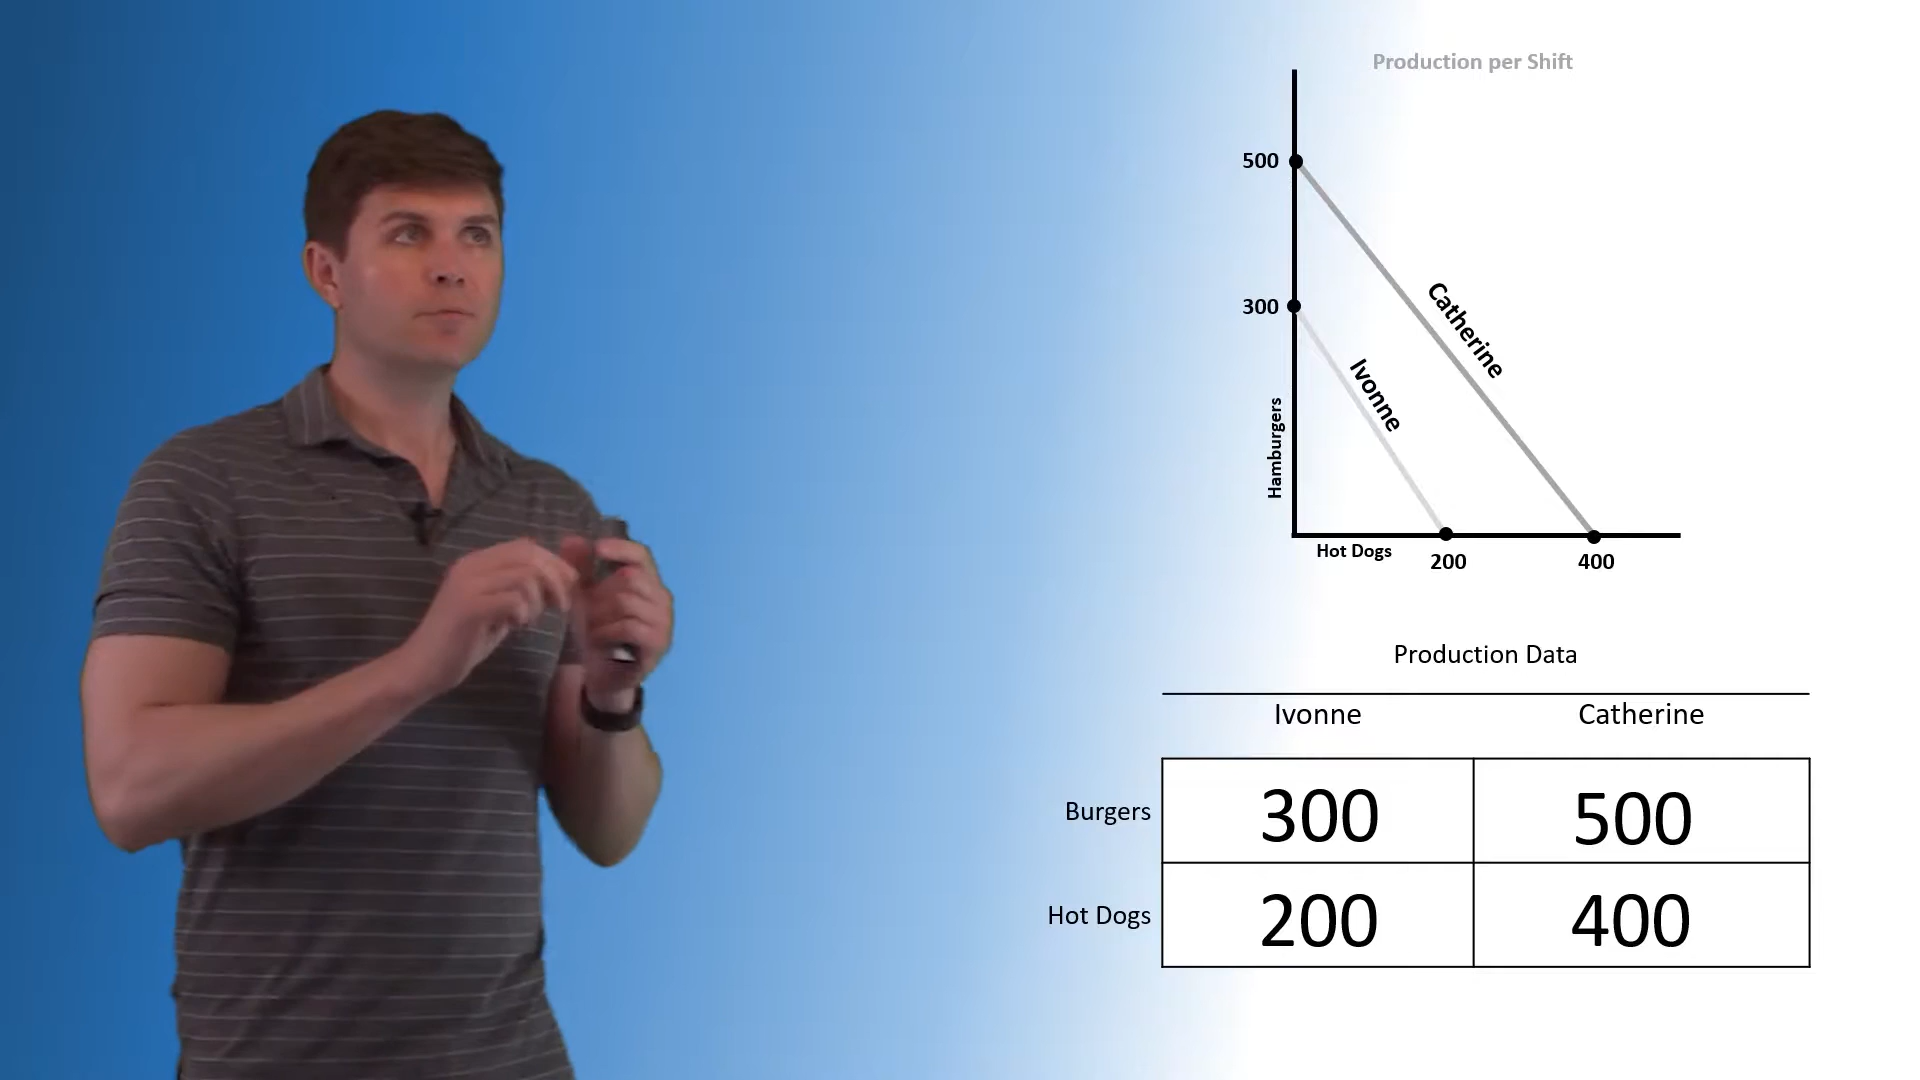 Production per Shift
500
Catherine
300
Ivonne
Hamburgers
Hot Dogs
200
400
Production Data
Ivonne Catherine
Burgers 300 500
Hot Dogs 200 400